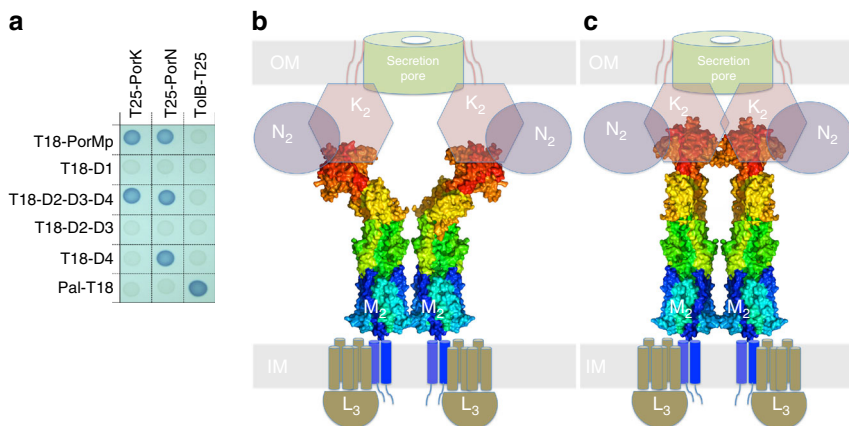 a
T25-PorK
T25-PorN
TolB-T25
T18-PorMp
T18-D1
T18-D2-D3-D4
T18-D2-D3
T18-D4
Pal-T18
b
OM
Secretion
pore
K2
K2
N2
N2
M2
IM
L3
L3
c
OM
Secretion
pore
K2
K2
N2
N2
M2
IM
L3
L3